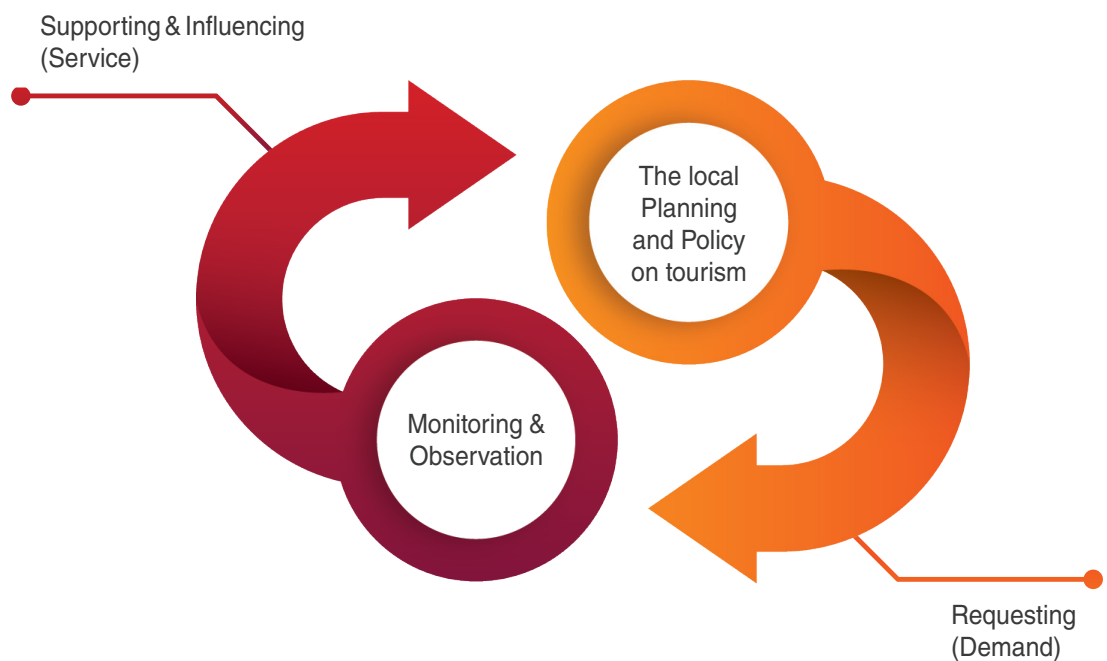 Supporting & Influencing
(Service)
The local
Planning
and Policy
on tourism
Monitoring &
Observation
Requesting
(Demand)